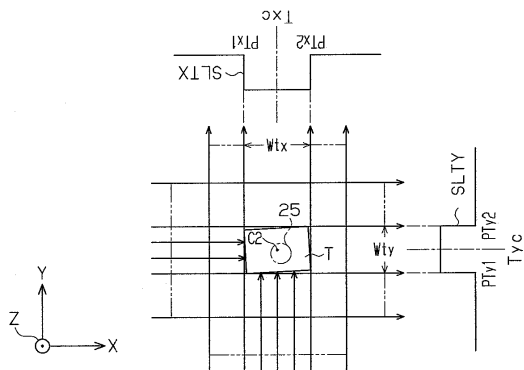 Txc
PTx1
PTx2
SLTX
Wtx
SLTY
25
C2
T
Wty
PTy2
PTy1
Tyc
Y
Z
X